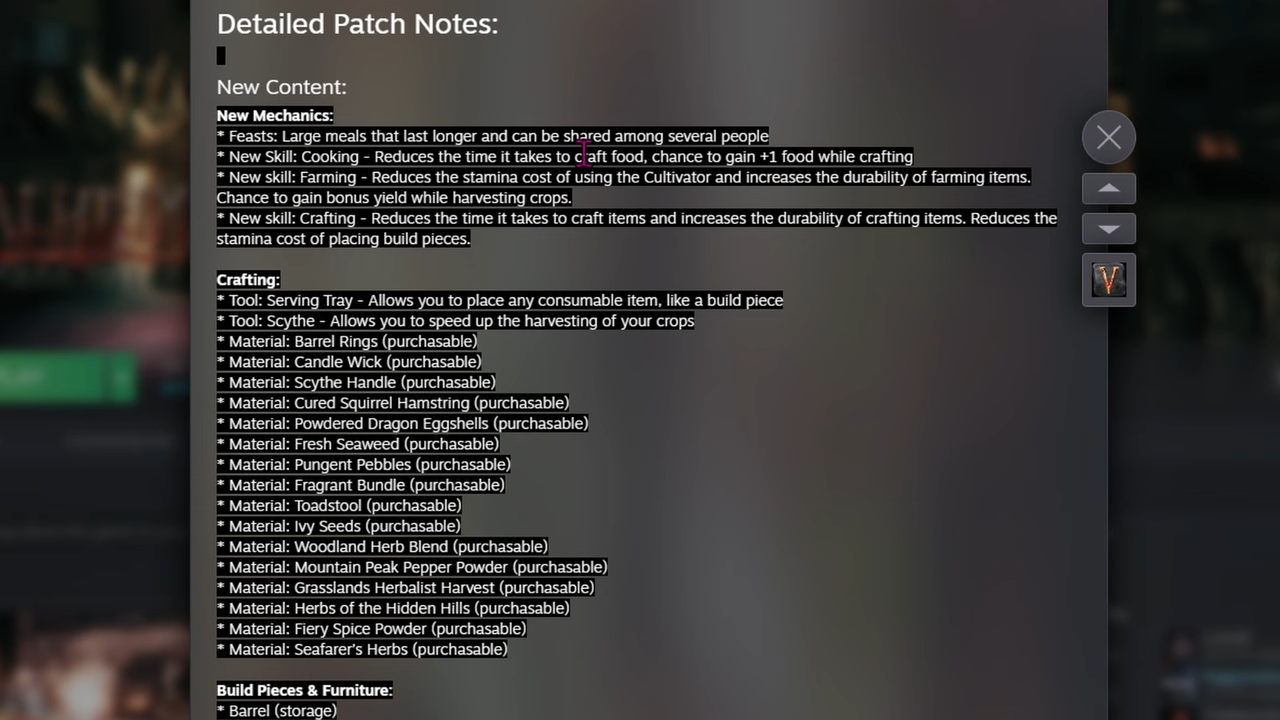 Detailed Patch Notes:
New Content:
New Mechanics:
* Feasts: Large meals that last longer and can be shared among several people
* New Skill: Cooking - Reduces the time it takes to craft food, chance to gain +1 food while crafting
* New skill: Farming - Reduces the stamina cost of using the Cultivator and increases the durability of farming items.
Chance to gain bonus yield while harvesting crops.
* New skill: Crafting - Reduces the time it takes to craft items and increases the durability of crafting items. Reduces the
stamina cost of placing build pieces.
Crafting:
* Tool: Serving Tray - Allows you to place any consumable item, like a build piece
* Tool: Scythe - Allows you to speed up the harvesting of your crops
* Material: Barrel Rings (purchasable)
* Material: Candle Wick (purchasable)
* Material: Scythe Handle (purchasable)
* Material: Cured Squirrel Hamstring (purchasable)
* Material: Powdered Dragon Eggshells (purchasable)
* Material: Fresh Seaweed (purchasable)
* Material: Pungent Pebbles (purchasable)
* Material: Fragrant Bundle (purchasable)
* Material: Toadstool (purchasable)
* Material: Ivy Seeds (purchasable)
* Material: Woodland Herb Blend (purchasable)
* Material: Mountain Peak Pepper Powder (purchasable)
* Material: Grasslands Herbalist Harvest (purchasable)
* Material: Herbs of the Hidden Hills (purchasable)
* Material: Fiery Spice Powder (purchasable)
* Material: Seafarer's Herbs (purchasable)
Build Pieces & Furniture:
* Barrel (storage)
V